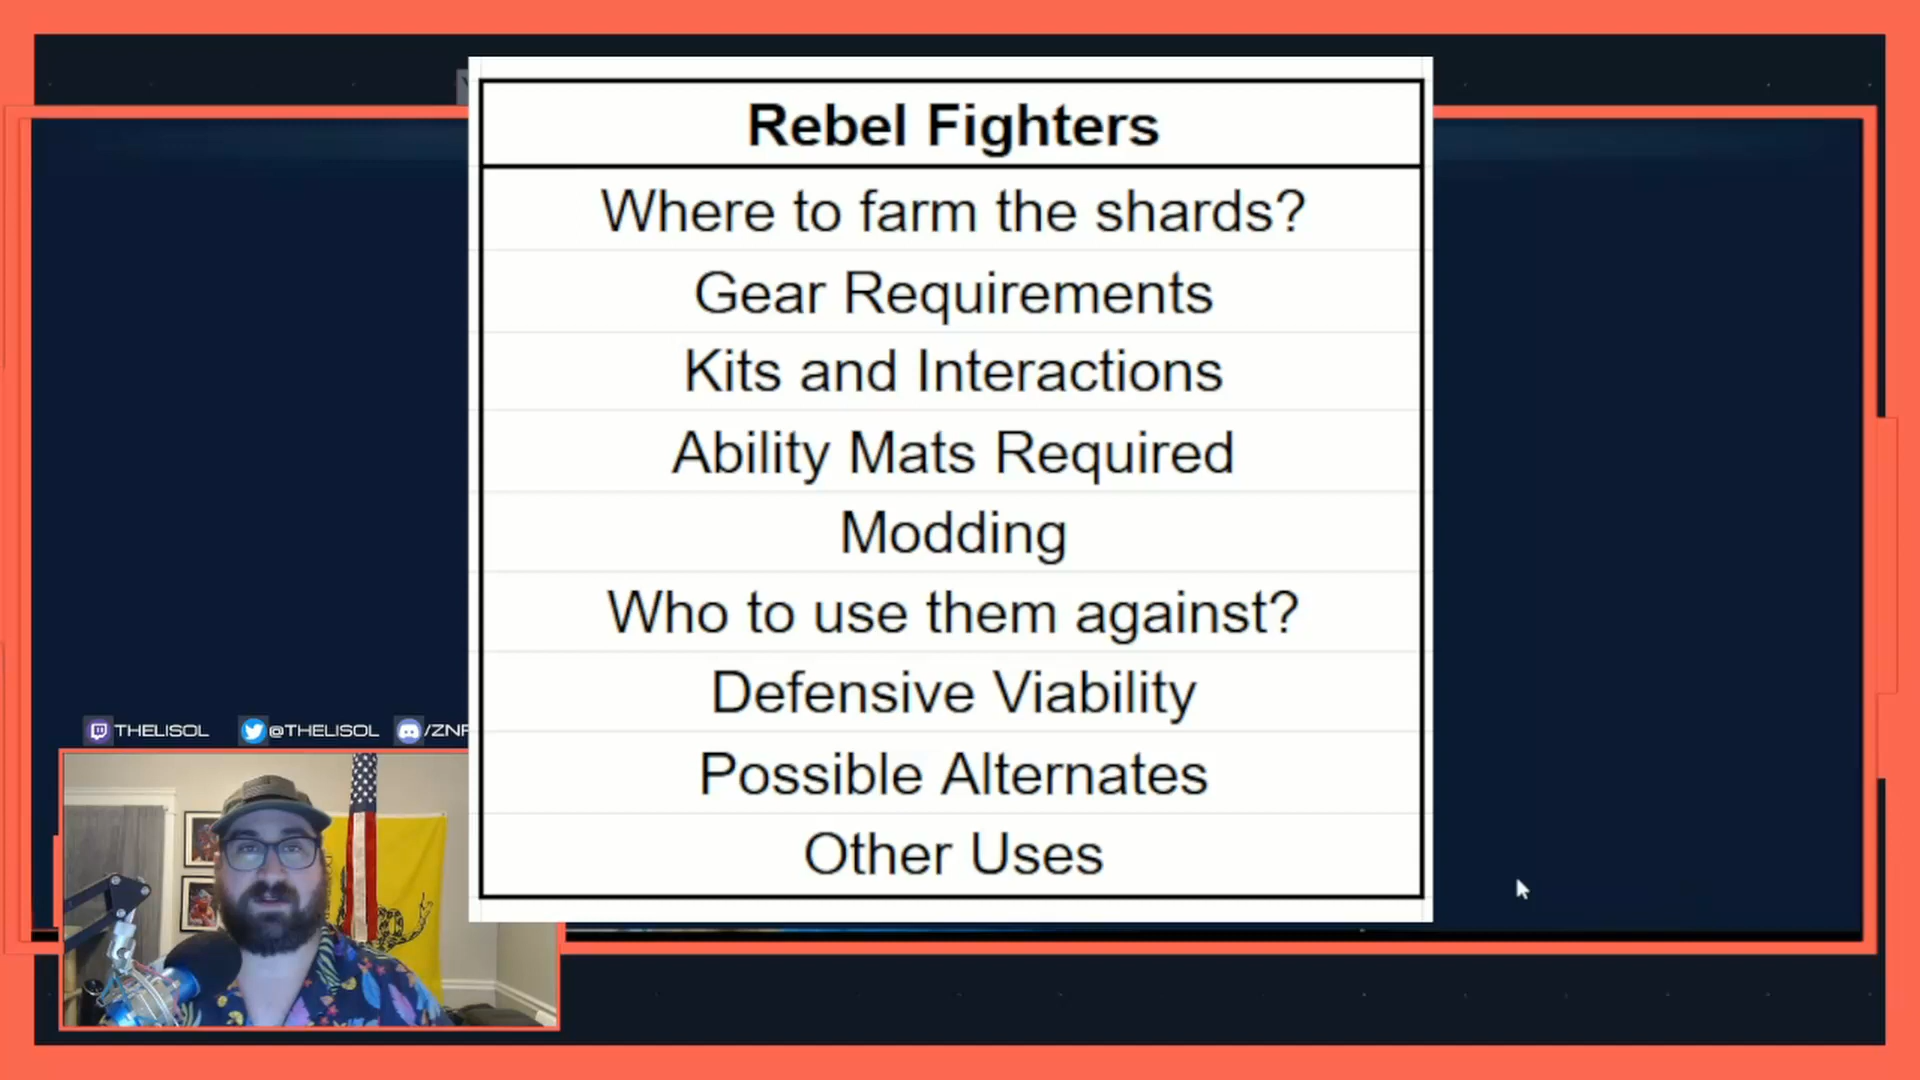 Rebel Fighters
Where to farm the shards?
Gear Requirements
Kits and Interactions
Ability Mats Required
Modding
Who to use them against?
Defensive Viability
Possible Alternates
Other Uses
THELISOL @THELISOL /ZNF